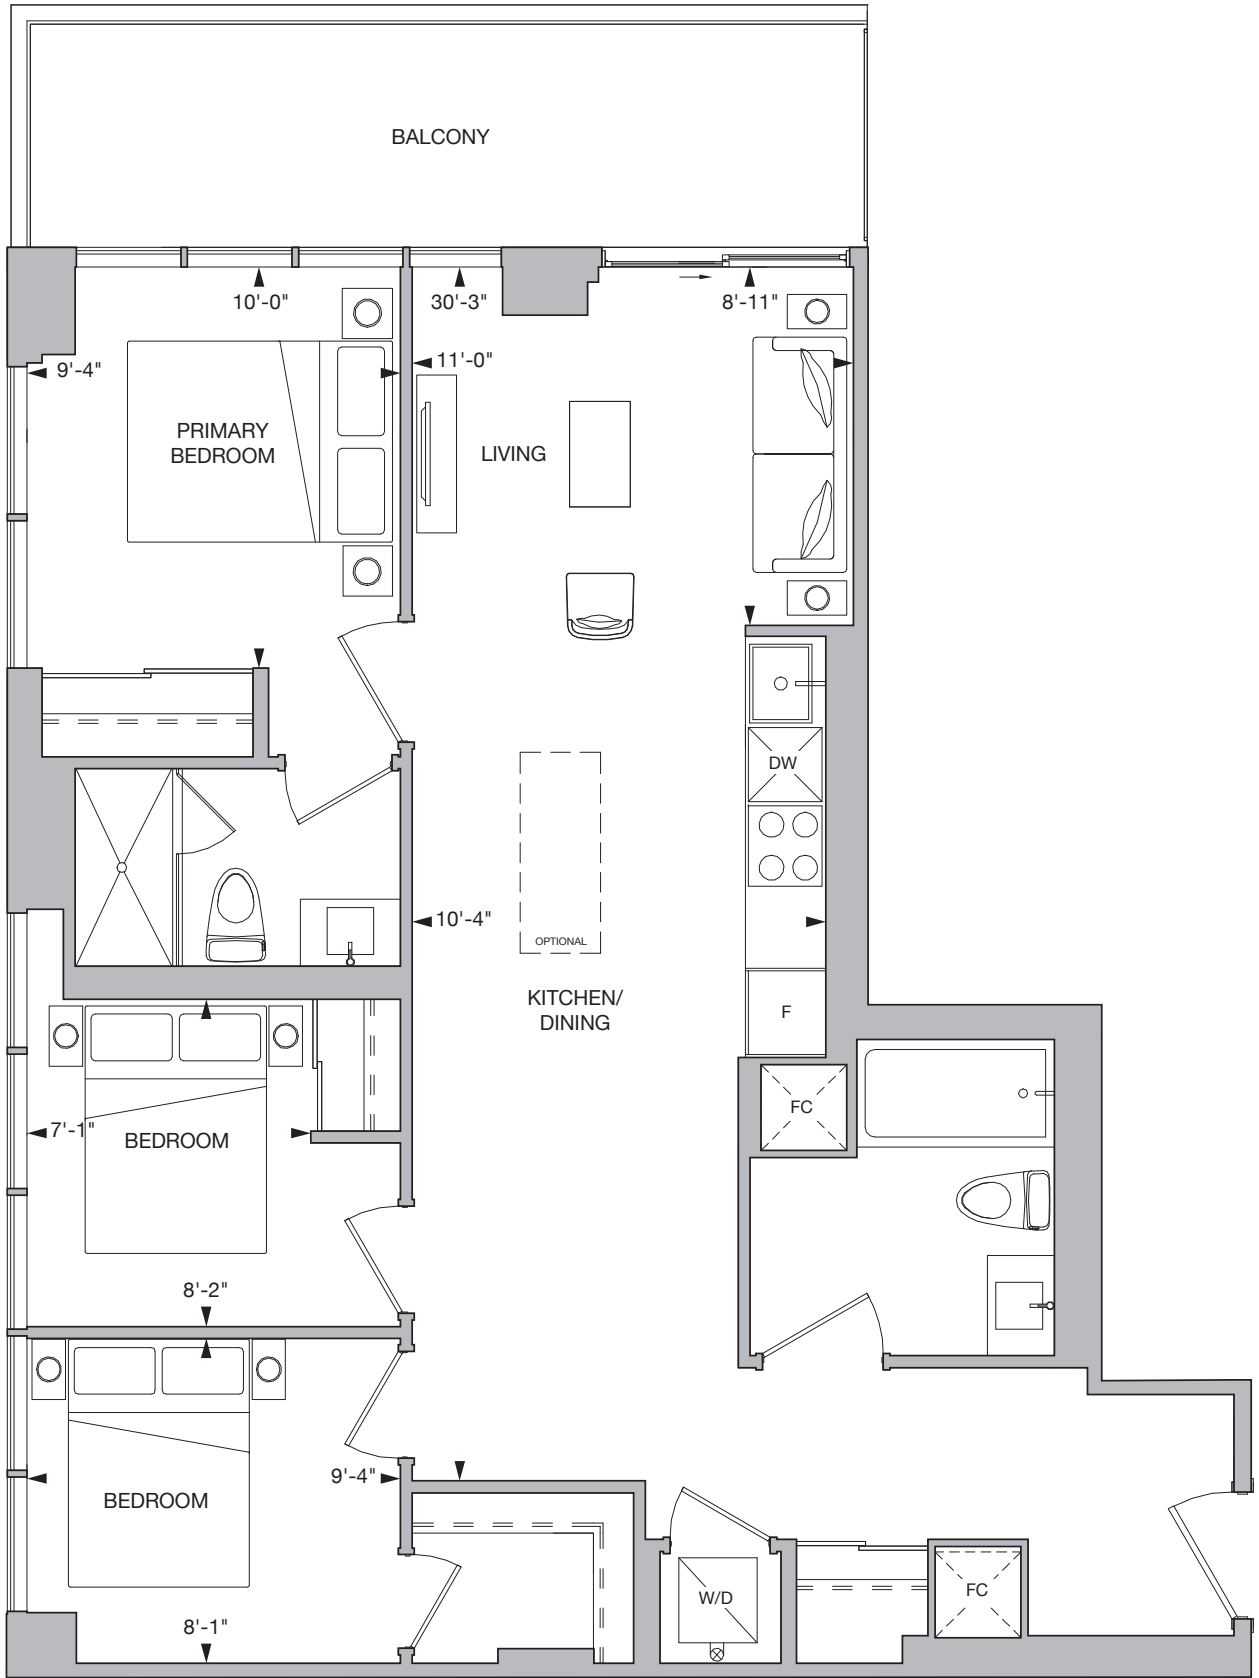 BALCONY
10'-0"
30'-3"
8'-11"
9'-4"
11'-0"
PRIMARY
BEDROOM
LIVING
DW
10'-4"
OPTIONAL
KITCHEN/
DINING
F
FC
7'-1"
BEDROOM
8'-2"
9'-4"
BEDROOM
FC
W/D
8'-1"